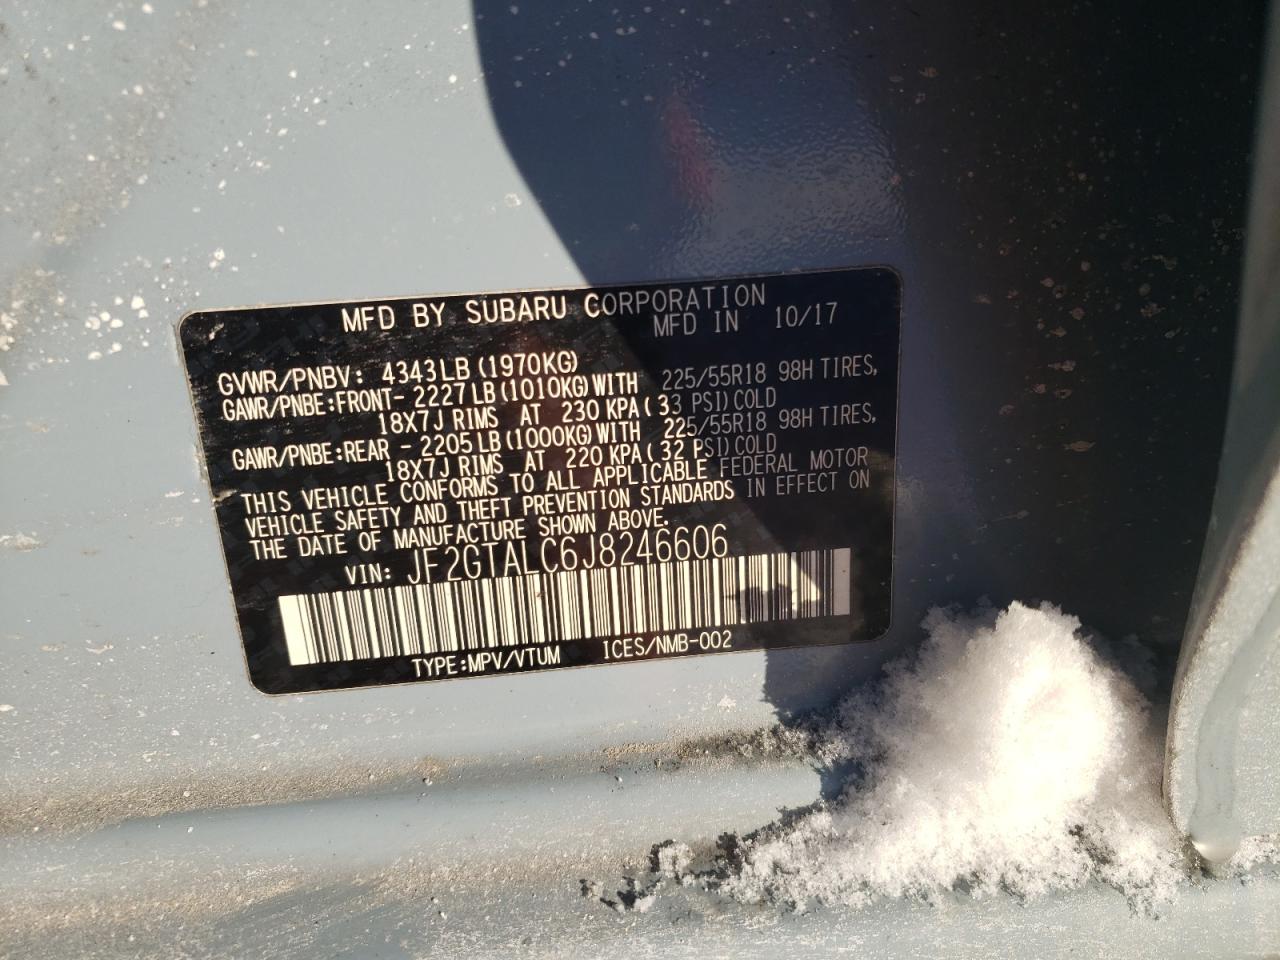 MFD BY SUBARU CORPORATION
MFD IN 10/17
GVWR/PNBV: 4343LB(1970KG)
GAWR/PNBE:FRONT- 2227LB(1010KG)WITH 225/55R18 98H TIRES,
18X7J RIMS AT 230 KPA(33 PSI)COLD
GAWR/PNBE:REAR - 2205LB(1000KG)WITH 225/55R18 98H TIRES,
18X7J RIMS AT 220 KPA(32 PSI)COLD
THIS VEHICLE CONFORMS TO ALL APPLICABLE FEDERAL MOTOR
VEHICLE SAFETY AND THEFT PREVENTION STANDARDS IN EFFECT ON
THE DATE OF MANUFACTURE SHOWN ABOVE.
VIN: JF2GTALC6J8246606
TYPE:MPV/VTUM ICES/NMB-002